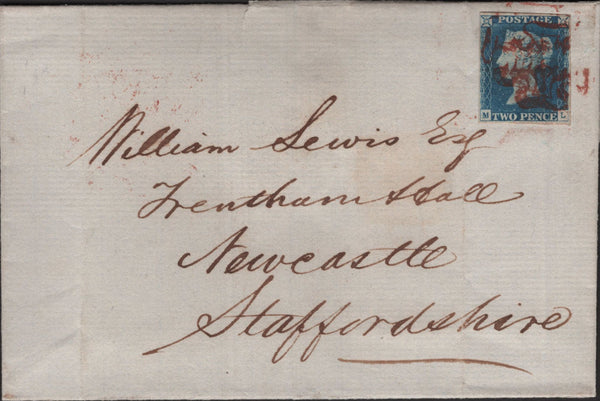 POSTAGE
M TWO PENCE L
William Lewis Esq
Trentham Hall
Newcastle
Staffordshire